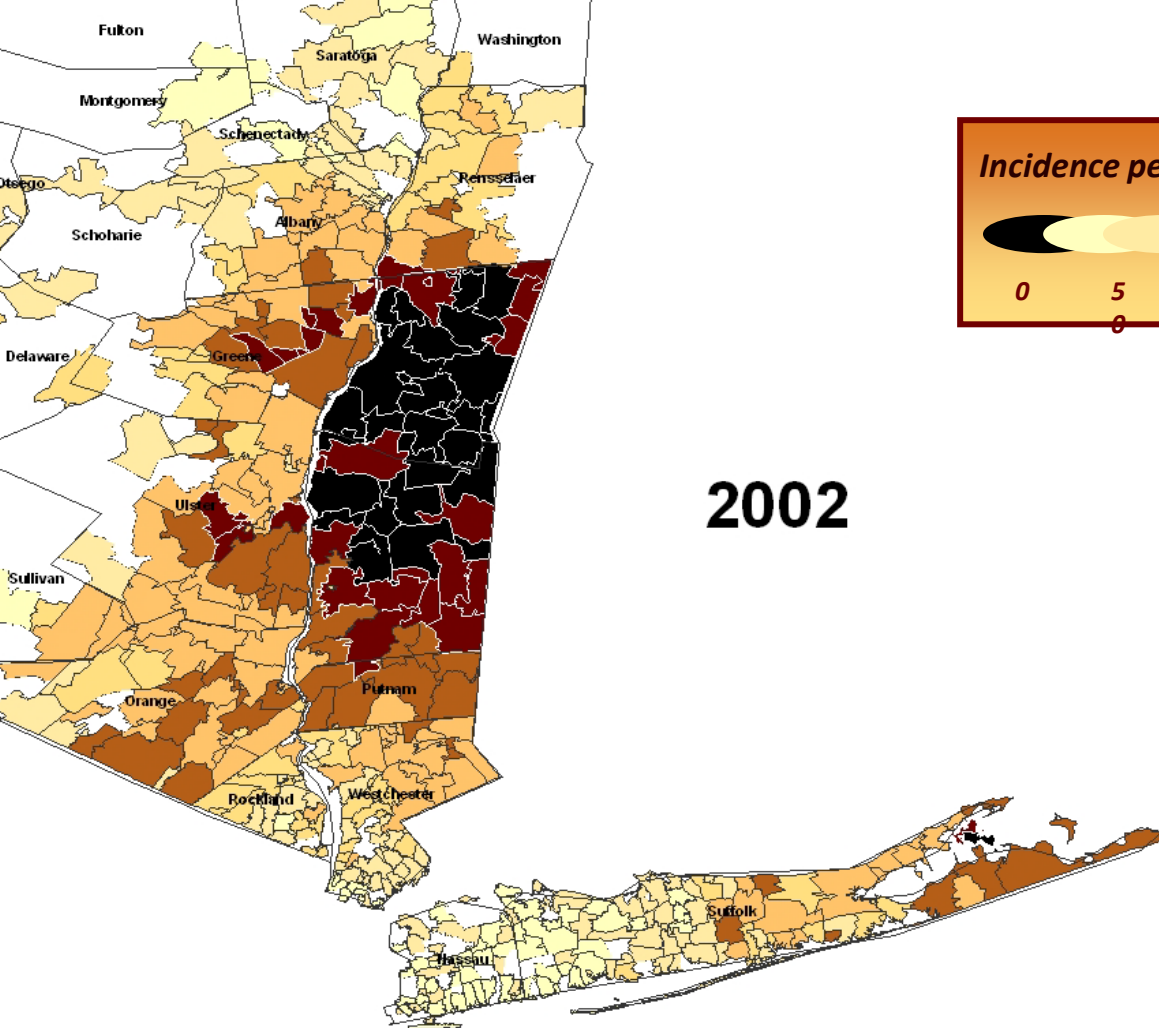 Fulton
Washington
Saratoga
Montgomery
Schenectady
Otsego
Rensselaer
Albany
Schoharie
Incidence pe
0 5
0
Delaware
Greene
Ulster
2002
Sullivan
Putnam
Orange
Rockland
Westchester
Suffolk
Nassau